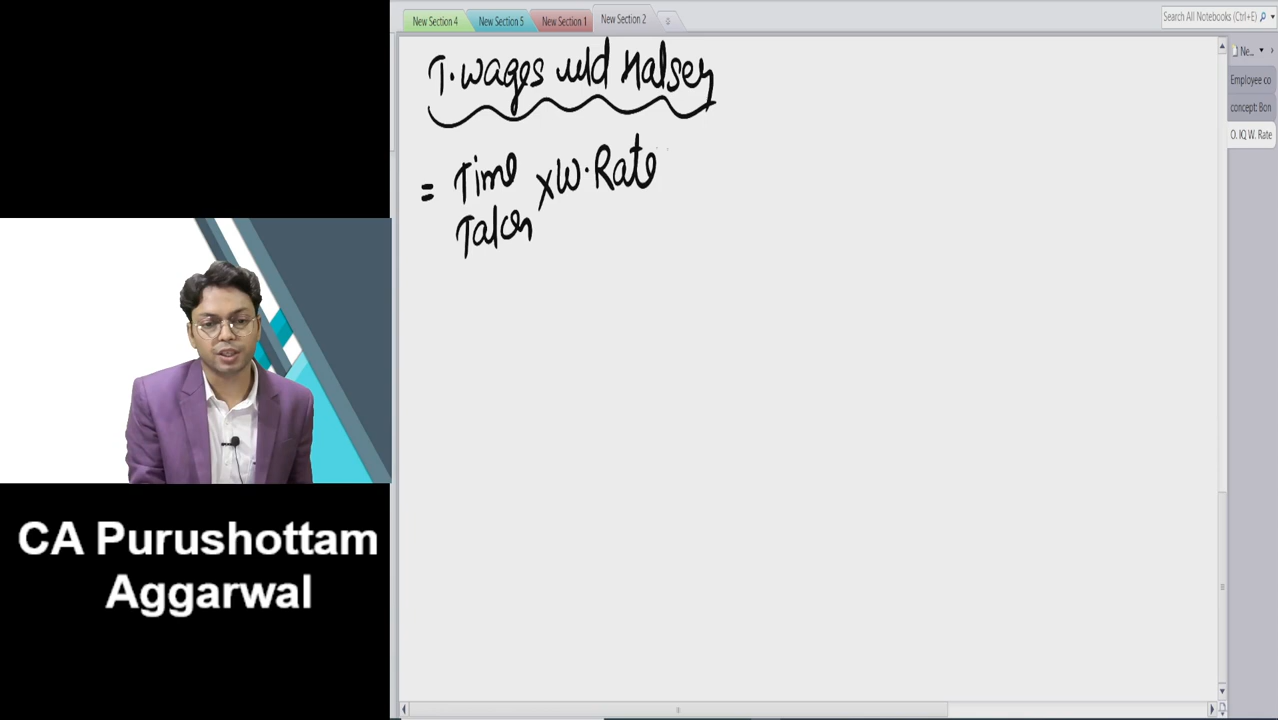 New Section 4
New Section 5
New Section 1
New Section 2
Search All Notebooks (Ctrl+E)
Ne...
Employee co
concept: Bon
O. IQ W. Rate
T. wages u/d Halsey
= Time x W. Rate
Taken
CA Purushottam
Aggarwal